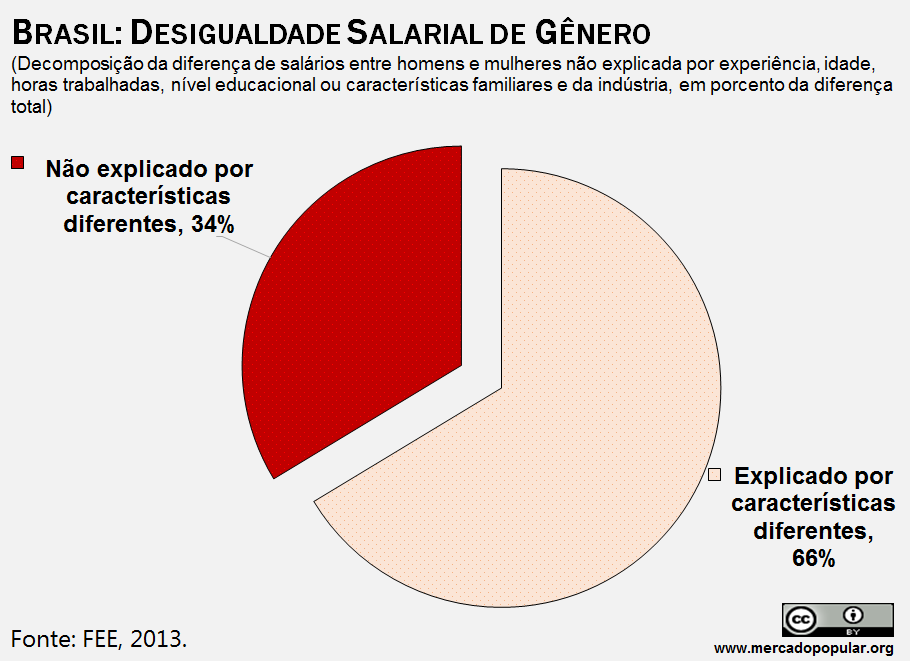 BRASIL: DESIGUALDADE SALARIAL DE GÊNERO
(Decomposição da diferença de salários entre homens e mulheres não explicada por experiência, idade,
horas trabalhadas, nível educacional ou características familiares e da indústria, em porcento da diferença
total)
Não explicado por
características
diferentes, 34%
Explicado por
características
diferentes,
66%
Fonte: FEE, 2013.
cc
BY
www.mercadopopular.org